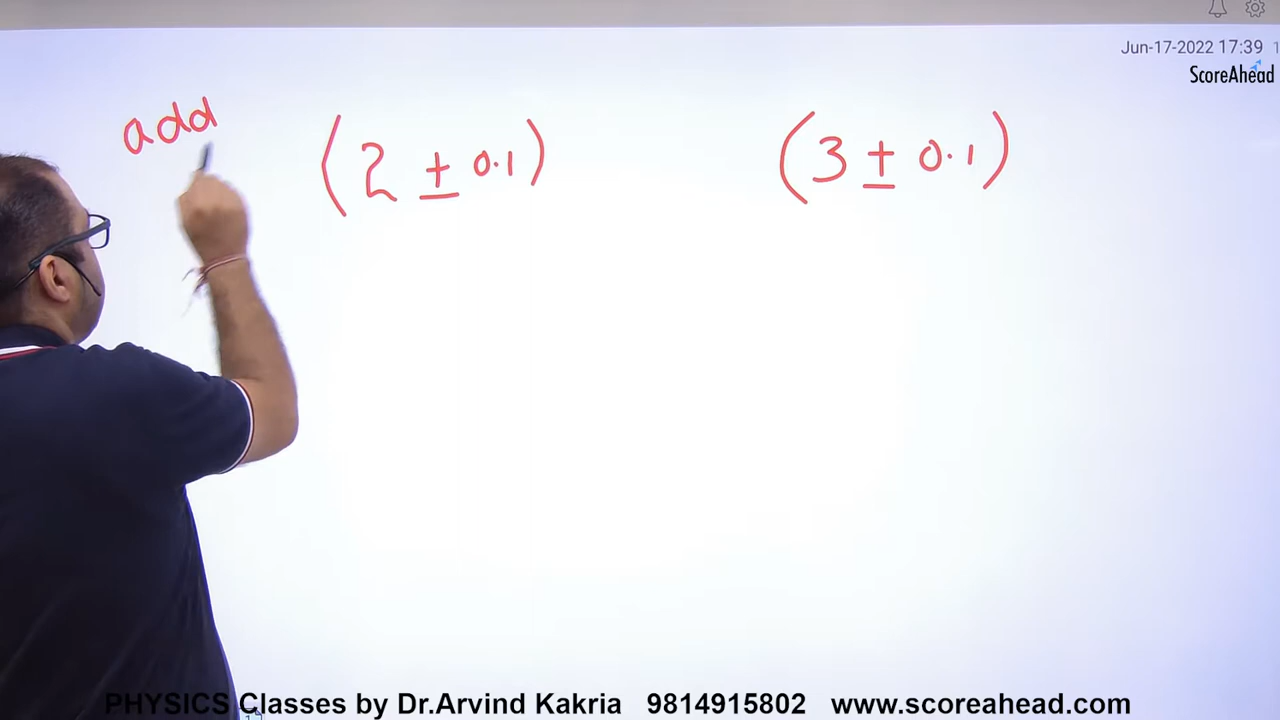 Jun-17-2022 17:39 1
ScoreAhead
add (2 ± 0.1) (3 ± 0.1)
PHYSICS Classes by Dr.Arvind Kakria 9814915802 www.scoreahead.com